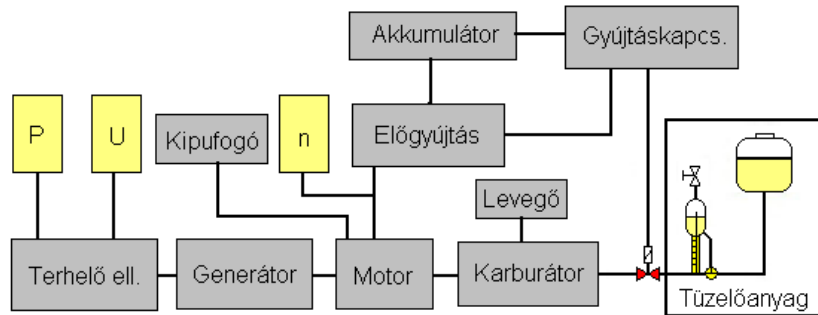 Akkumulátor
Gyújtáskapcs.
P
U
Kipufogó
n
Előgyújtás
Levegő
Terhelő ell.
Generátor
Motor
Karburátor
Tüzelőanyag